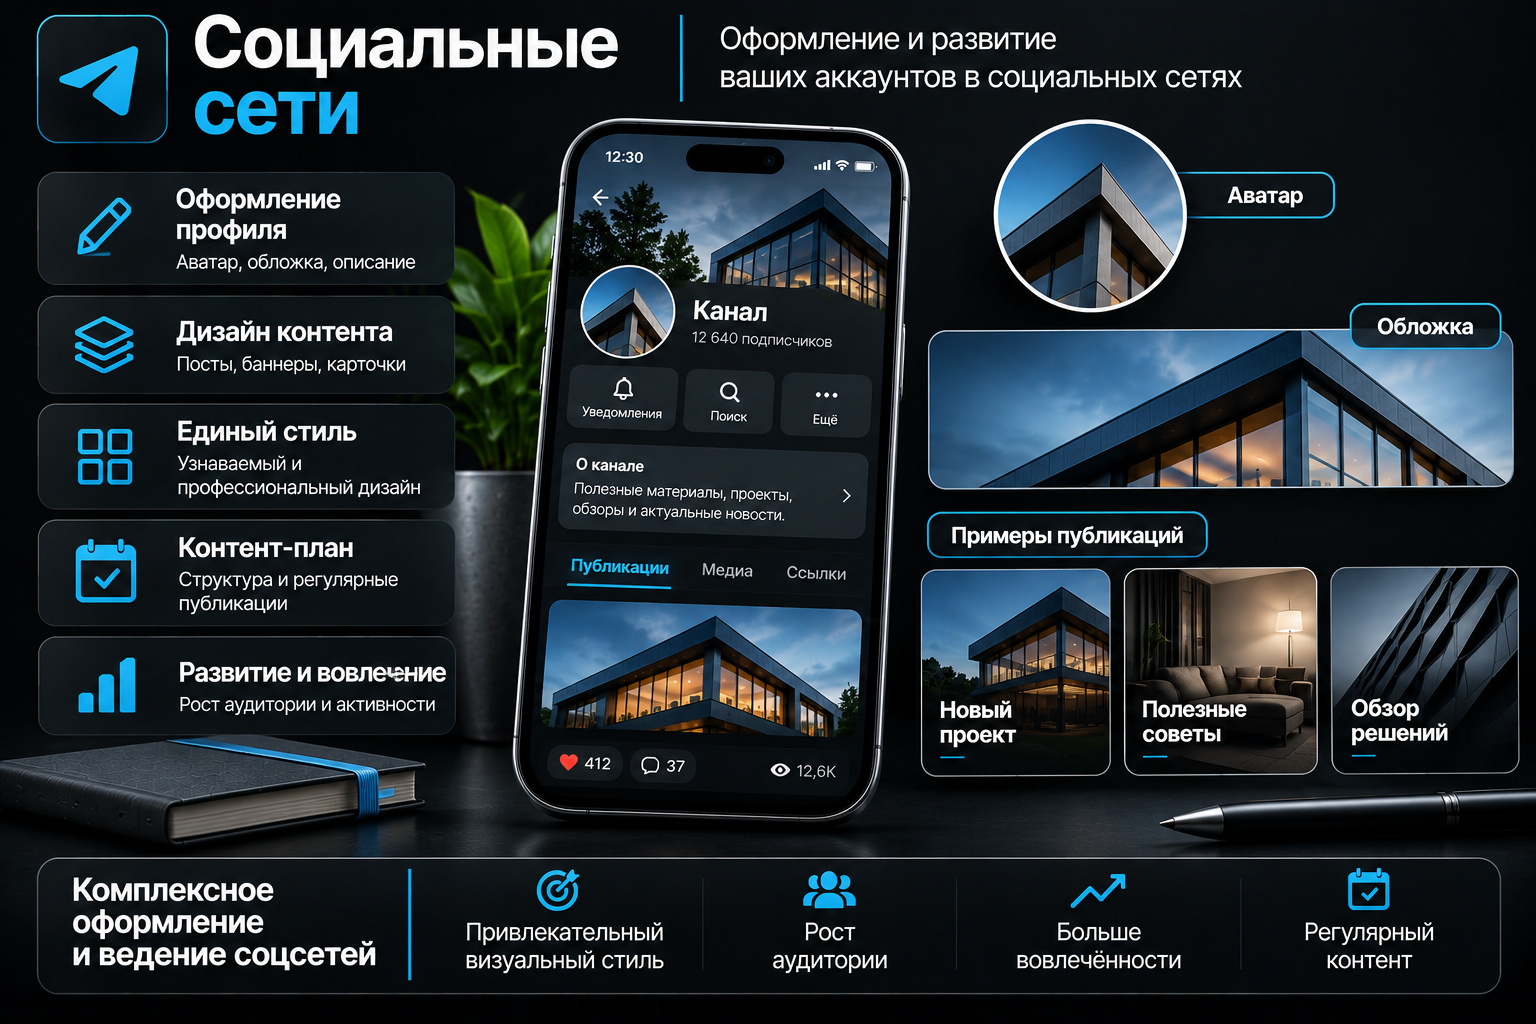 Социальные
сети
Оформление и развитие
ваших аккаунтов в социальных сетях
Оформление
профиля
Аватар, обложка, описание
Дизайн контента
Посты, баннеры, карточки
Единый стиль
Узнаваемый и
профессиональный дизайн
Контент-план
Структура и регулярные
публикации
Развитие и вовлечение
Рост аудитории и активности
12:30
Канал
12 640 подписчиков
Уведомления
Поиск
Ещё
О канале
Полезные материалы, проекты,
обзоры и актуальные новости.
Публикации
Медиа
Ссылки
412
37
12,6K
Аватар
Обложка
Примеры публикаций
Новый
проект
Полезные
советы
Обзор
решений
Комплексное
оформление
и ведение соцсетей
Привлекательный
визуальный стиль
Рост
аудитории
Больше
вовлечённости
Регулярный
контент